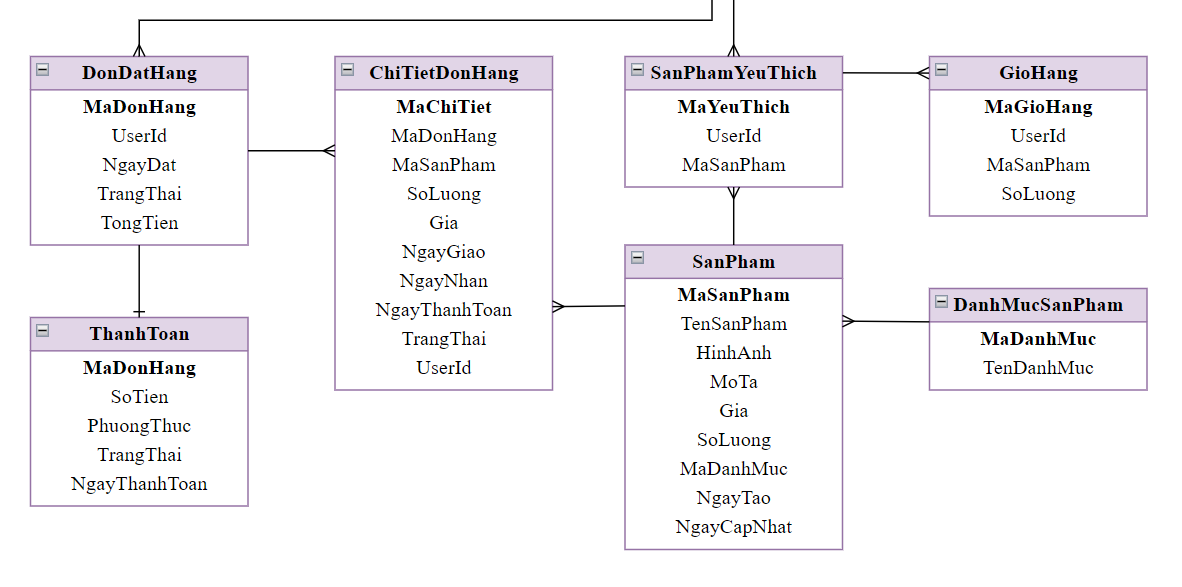 DonDatHang
MaDonHang
UserId
NgayDat
TrangThai
TongTien
ChiTietDonHang
MaChiTiet
MaDonHang
MaSanPham
SoLuong
Gia
NgayGiao
NgayNhan
NgayThanhToan
TrangThai
UserId
SanPhamYeuThich
MaYeuThich
UserId
MaSanPham
GioHang
MaGioHang
UserId
MaSanPham
SoLuong
ThanhToan
MaDonHang
SoTien
PhuongThuc
TrangThai
NgayThanhToan
SanPham
MaSanPham
TenSanPham
HinhAnh
MoTa
Gia
SoLuong
MaDanhMuc
NgayTao
NgayCapNhat
DanhMucSanPham
MaDanhMuc
TenDanhMuc